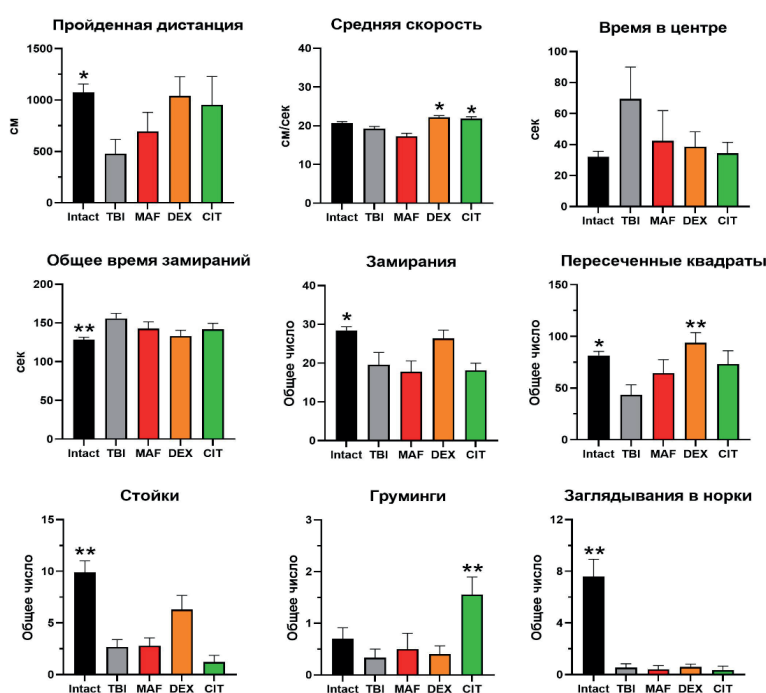 Пройденная дистанция
1500
1000
500
0
см
*
Intact TBI MAF DEX CIT
Средняя скорость
40
30
20
10
0
см/сек
* *
Intact TBI MAF DEX CIT
Время в центре
100
80
60
40
20
0
сек
Intact TBI MAF DEX CIT
Общее время замираний
200
150
100
50
0
сек
**
Intact TBI MAF DEX CIT
Замирания
40
30
20
10
0
Общее число
*
Intact TBI MAF DEX CIT
Пересеченные квадраты
150
100
50
0
Общее число
* **
Intact TBI MAF DEX CIT
Стойки
15
10
5
0
Общее число
**
Intact TBI MAF DEX CIT
Груминги
3
2
1
0
Общее число
**
Intact TBI MAF DEX CIT
Заглядывания в норки
12
8
4
0
Общее число
**
Intact TBI MAF DEX CIT